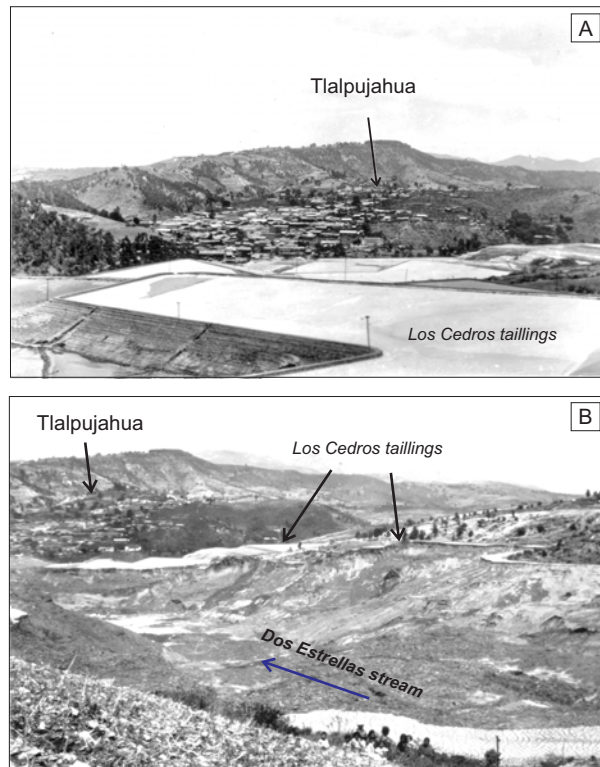 A
Tlalpujahua
Los Cedros taillings
B
Tlalpujahua
Los Cedros taillings
Dos Estrellas stream